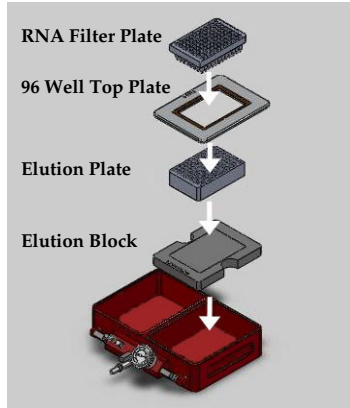 RNA Filter Plate
96 Well Top Plate
Elution Plate
Elution Block